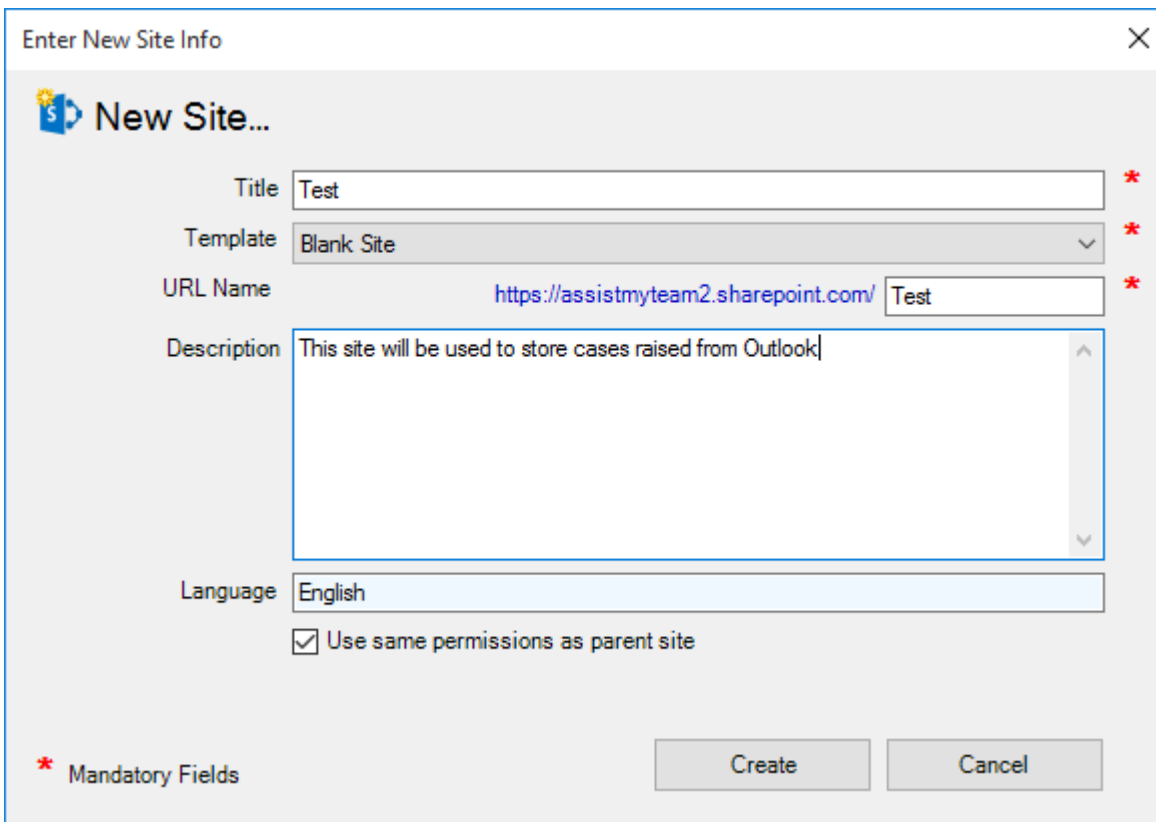 Enter New Site Info
New Site...
Title Test *
Template Blank Site *
URL Name https://assistmyteam2.sharepoint.com/ Test *
Description This site will be used to store cases raised from Outlook
Language English
Use same permissions as parent site
* Mandatory Fields Create Cancel